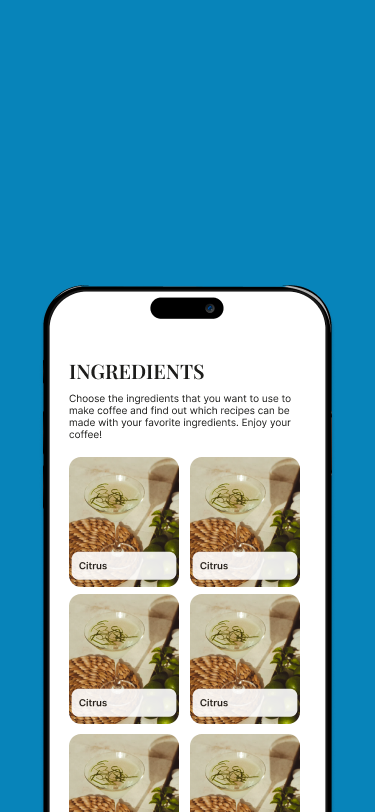 INGREDIENTS
Choose the ingredients that you want to use to
make coffee and find out which recipes can be
made with your favorite ingredients. Enjoy your
coffee!
Citrus
Citrus
Citrus
Citrus